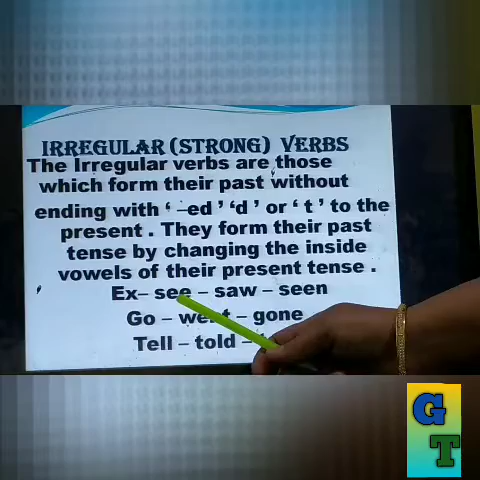 IRREGULAR (STRONG) VERBS
The Irregular verbs are those
which form their past without
ending with ‘ –ed ’ ‘d ’ or ‘ t ’ to the
present . They form their past
tense by changing the inside
vowels of their present tense .
Ex– see – saw – seen
Go – went – gone
Tell – told –
G
T